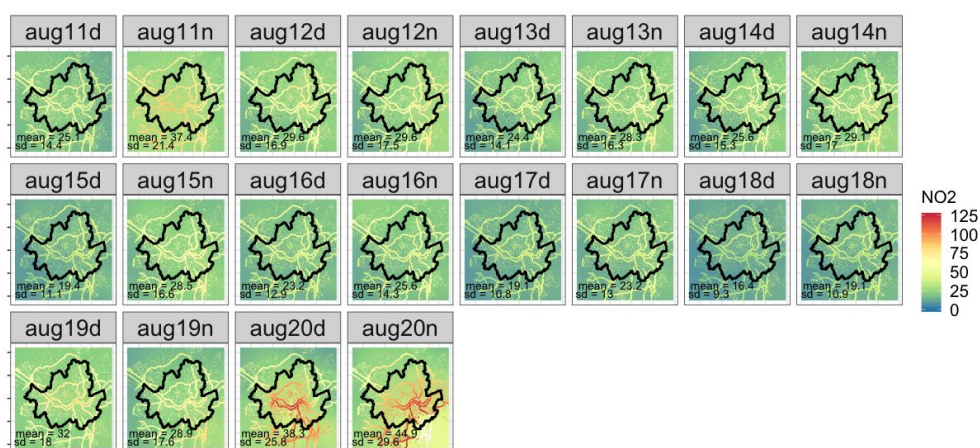 aug11d aug11n aug12d aug12n aug13d aug13n aug14d aug14n
mean = 25.1 mean = 37.4 mean = 29.6 mean = 29.6 mean = 24.4 mean = 28.3 mean = 25.6 mean = 29.1
sd = 14.4 sd = 21.4 sd = 16.9 sd = 17.5 sd = 14.1 sd = 16.3 sd = 15.3 sd = 17
aug15d aug15n aug16d aug16n aug17d aug17n aug18d aug18n
mean = 19.4 mean = 28.5 mean = 23.2 mean = 25.6 mean = 19.1 mean = 23.2 mean = 16.4 mean = 19.1
sd = 11.1 sd = 16.6 sd = 12.9 sd = 14.3 sd = 10.8 sd = 13 sd = 9.3 sd = 10.9
NO2
125
100
75
50
25
0
aug19d aug19n aug20d aug20n
mean = 32 mean = 28.9 mean = 38.3 mean = 44.9
sd = 18 sd = 17.6 sd = 25.8 sd = 29.6